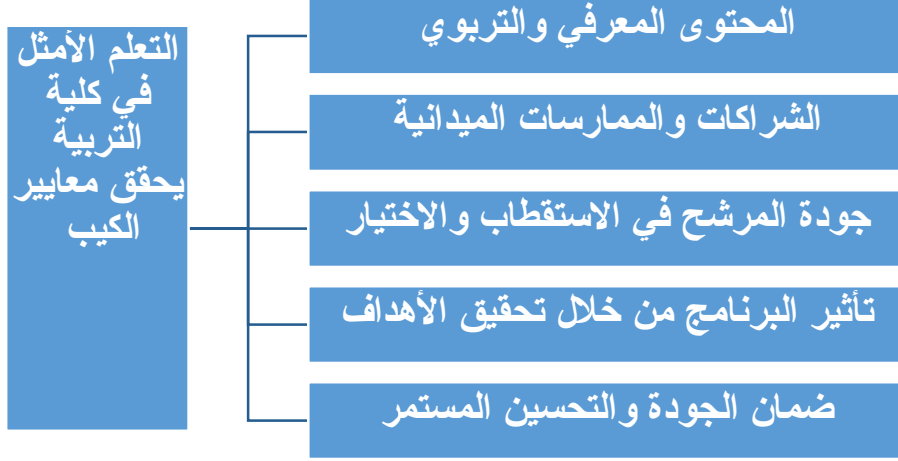 التعلم الأمثل
في كلية
التربية
يحقق معايير
الكيب
المحتوى المعرفي والتربوي
الشراكات والممارسات الميدانية
جودة المرشح في الاستقطاب والاختيار
تأثير البرنامج من خلال تحقيق الأهداف
ضمان الجودة والتحسين المستمر